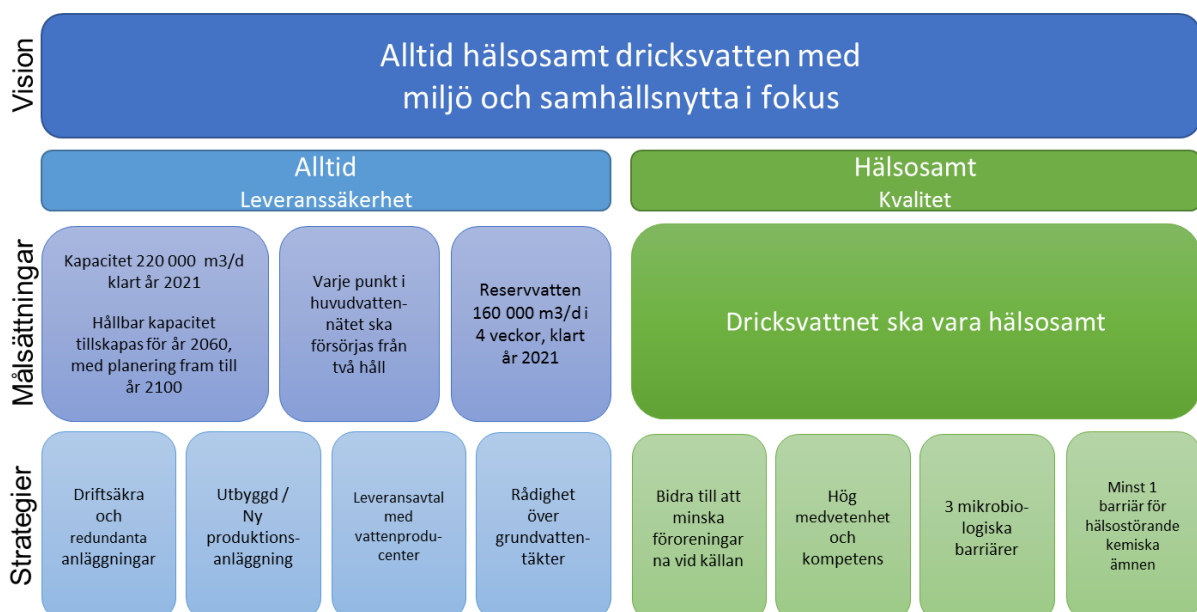 Vision
Alltid hälsosamt dricksvatten med
miljö och samhällsnytta i fokus
Alltid
Leveranssäkerhet
Hälsosamt
Kvalitet
Målsättningar
Kapacitet 220 000 m3/d
klart år 2021
Hållbar kapacitet
tillskapas för år 2060,
med planering fram till
år 2100
Varje punkt i
huvudvatten-
nätet ska
försörjas från
två håll
Reservvatten
160 000 m3/d i
4 veckor, klart
år 2021
Dricksvattnet ska vara hälsosamt
Strategier
Driftsäkra
och
redundanta
anläggningar
Utbyggd /
Ny
produktions-
anläggning
Leveransavtal
med
vattenprodu-
center
Rådighet
över
grundvatten-
täkter
Bidra till att
minska
föroreningar
na vid källan
Hög
medvetenhet
och
kompetens
3 mikrobio-
logiska
barriärer
Minst 1
barriär för
hälsostörande
kemiska
ämnen